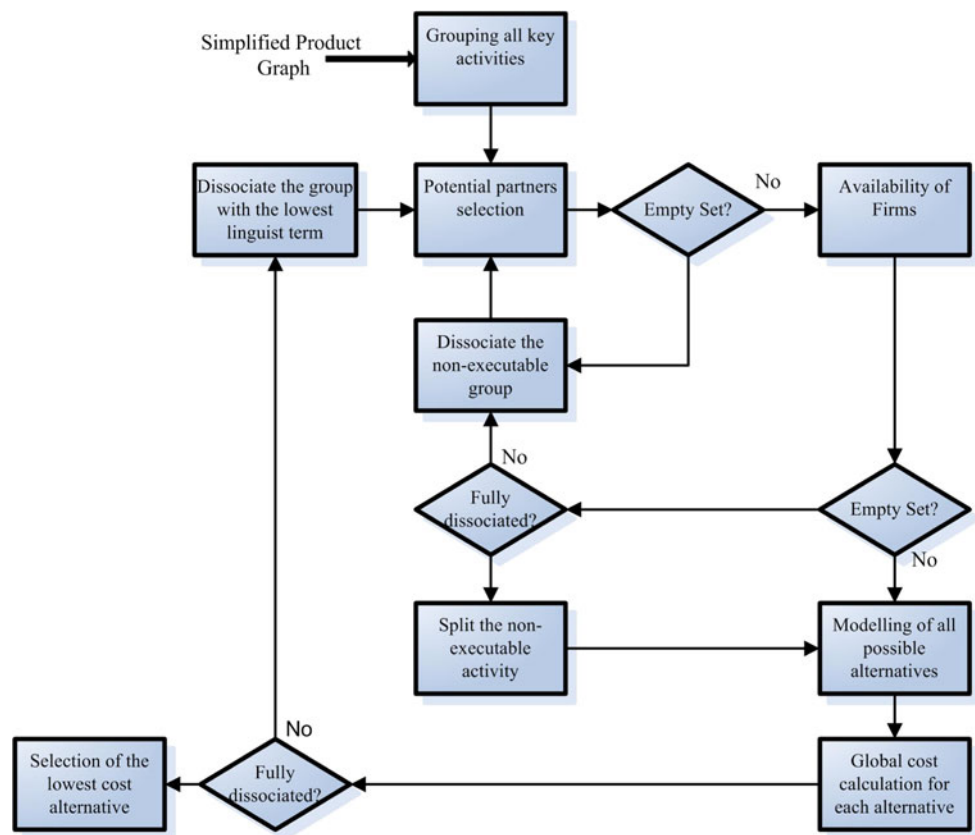 Simplified Product
Graph
Grouping all key
activities
Dissociate the group
with the lowest
linguist term
Potential partners
selection
Empty Set?
No
Availability of
Firms
Dissociate the
non-executable
group
No
Fully
dissociated?
Empty Set?
No
Split the non-
executable
activity
Modelling of all
possible
alternatives
No
Selection of the
lowest cost
alternative
Fully
dissociated?
Global cost
calculation for
each alternative